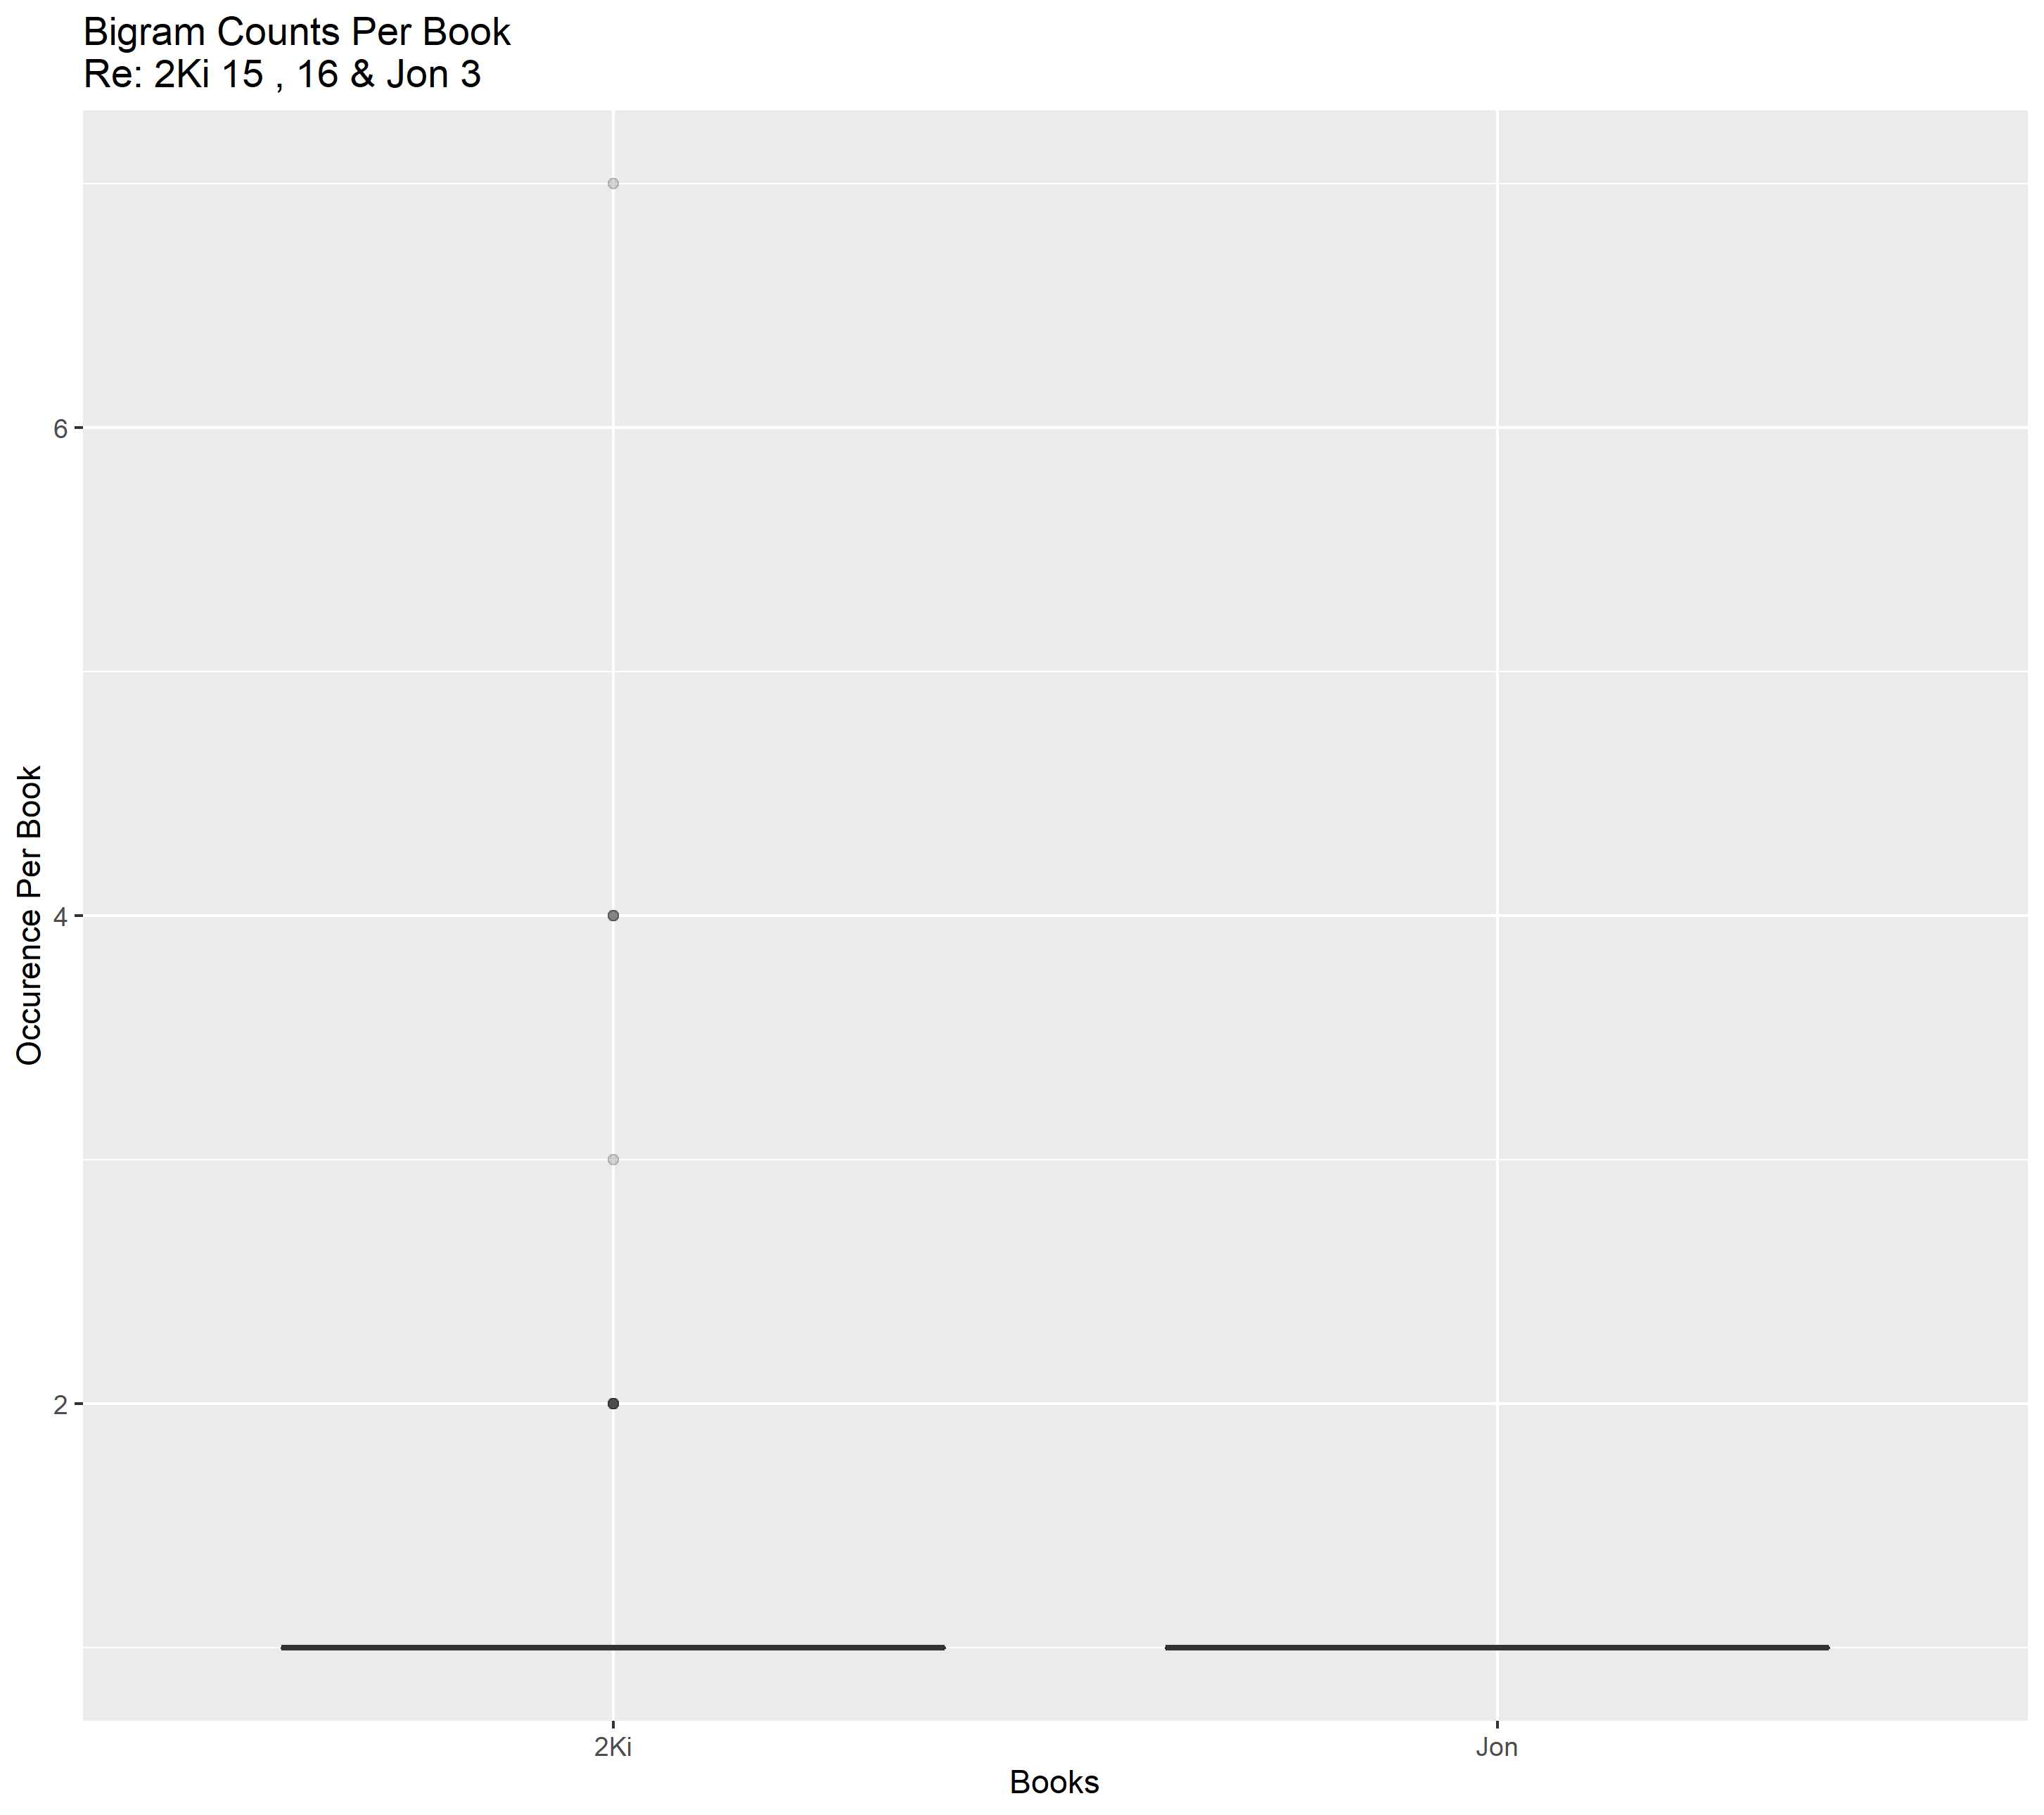 Bigram Counts Per Book
Re: 2Ki 15 , 16 & Jon 3
Occurence Per Book
6
4
2
2Ki
Jon
Books